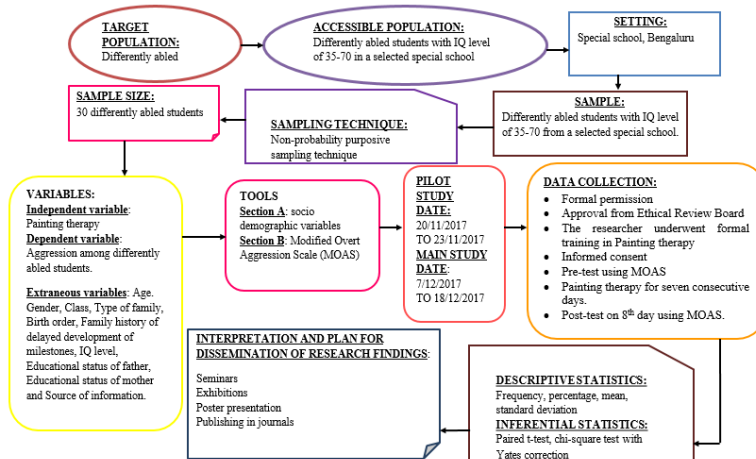 TARGET
POPULATION:
Differently abled
ACCESSIBLE POPULATION:
Differently abled students with IQ level
of 35-70 in a selected special school
SETTING:
Special school, Bengaluru
SAMPLE:
Differently abled students with IQ level
of 35-70 from a selected special school.
SAMPLING TECHNIQUE:
Non-probability purposive
sampling technique
SAMPLE SIZE:
30 differently abled students
VARIABLES:
Independent variable:
Painting therapy
Dependent variable:
Aggression among differently
abled students.
Extraneous variables: Age.
Gender, Class, Type of family,
Birth order, Family history of
delayed development of
milestones, IQ level,
Educational status of father,
Educational status of mother
and Source of information.
TOOLS
Section A: socio
demographic variables
Section B: Modified Overt
Aggression Scale (MOAS)
PILOT
STUDY
DATE:
20/11/2017
TO 23/11/2017
MAIN STUDY
DATE:
7/12/2017
TO 18/12/2017
DATA COLLECTION:
• Formal permission
• Approval from Ethical Review Board
• The researcher underwent formal
training in Painting therapy
• Informed consent
• Pre-test using MOAS
• Painting therapy for seven consecutive
days.
• Post-test on 8th day using MOAS.
DESCRIPTIVE STATISTICS:
Frequency, percentage, mean,
standard deviation
INFERENTIAL STATISTICS:
Paired t-test, chi-square test with
Yates correction
INTERPRETATION AND PLAN FOR
DISSEMINATION OF RESEARCH FINDINGS:
Seminars
Exhibitions
Poster presentation
Publishing in journals